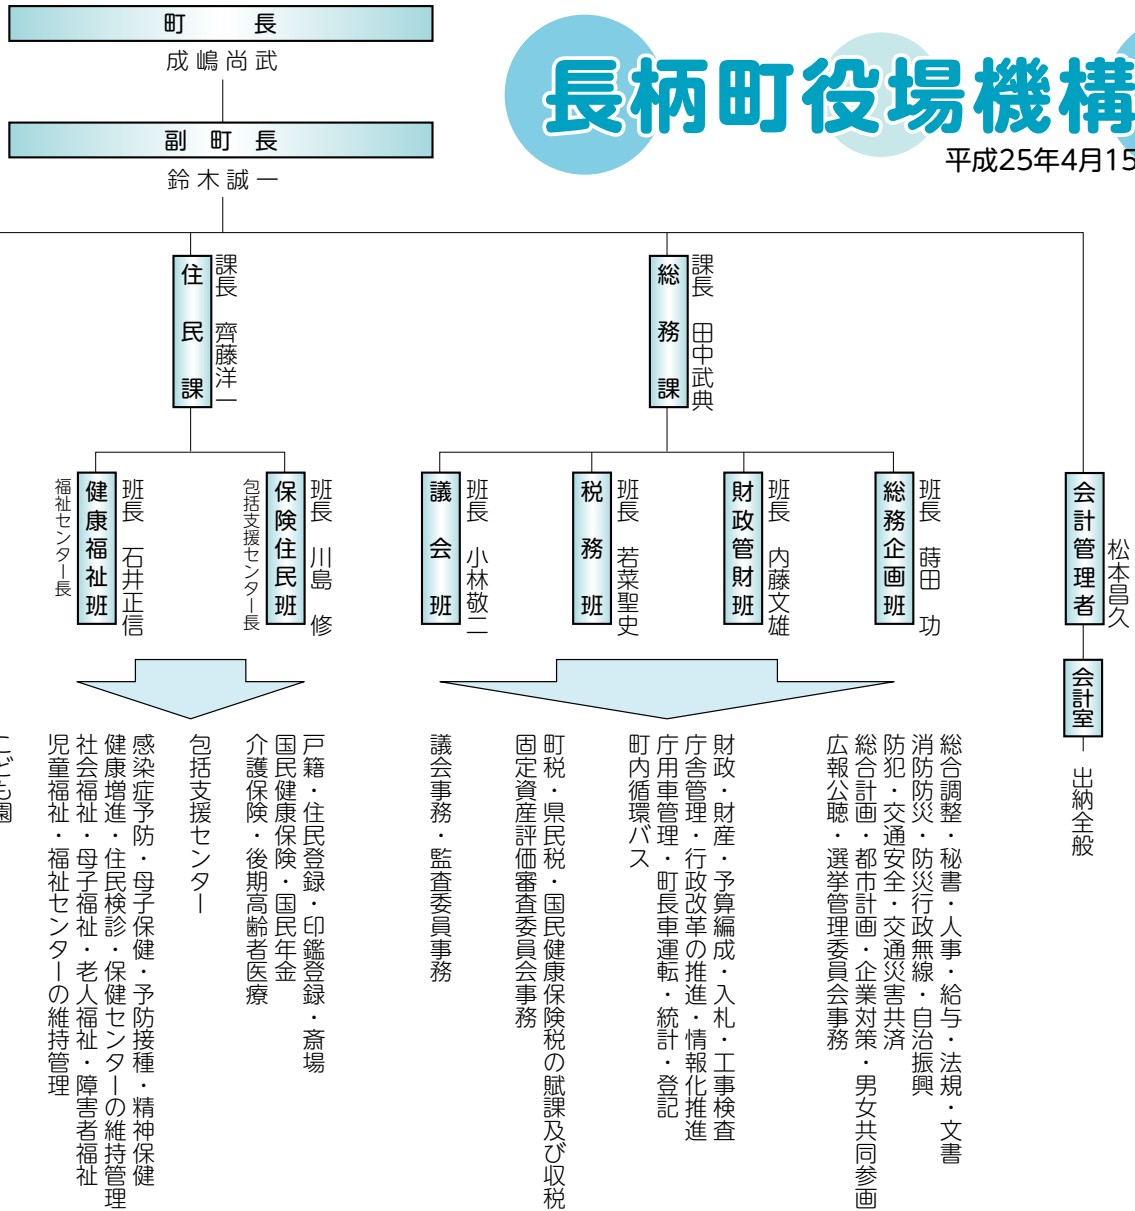 長柄町役場機構
平成25年4月15
町長
成嶋尚武
副町長
鈴木誠一
会計管理者
松本昌久
会計室
出納全般
総務課
課長 田中武典
総務企画班
班長 蒔田 功
総合調整・秘書・人事・給与・法規・文書
消防防災・防災行政無線・自治振興
防犯・交通安全・交通災害共済
総合計画・都市計画・企業対策・男女共同参画
広報公聴・選挙管理委員会事務
財政管財班
班長 内藤文雄
財政・財産・予算編成・入札・工事検査
庁舎管理・行政改革の推進・情報化推進
庁用車管理・町長車運転・統計・登記
町内循環バス
税務班
班長 若菜聖史
町税・県民税・国民健康保険税の賦課及び収税
固定資産評価審査委員会事務
議会班
班長 小林敬二
議会事務・監査委員事務
住民課
課長 齊藤洋一
保険住民班
班長 川島 修
包括支援センター長
戸籍・住民登録・印鑑登録・斎場
国民健康保険・国民年金
介護保険・後期高齢者医療
包括支援センター
健康福祉班
班長 石井正信
福祉センター長
感染症予防・母子保健・予防接種・精神保健
健康増進・住民検診・保健センターの維持管理
社会福祉・母子福祉・老人福祉・障害者福祉
児童福祉・福祉センターの維持管理
こども園